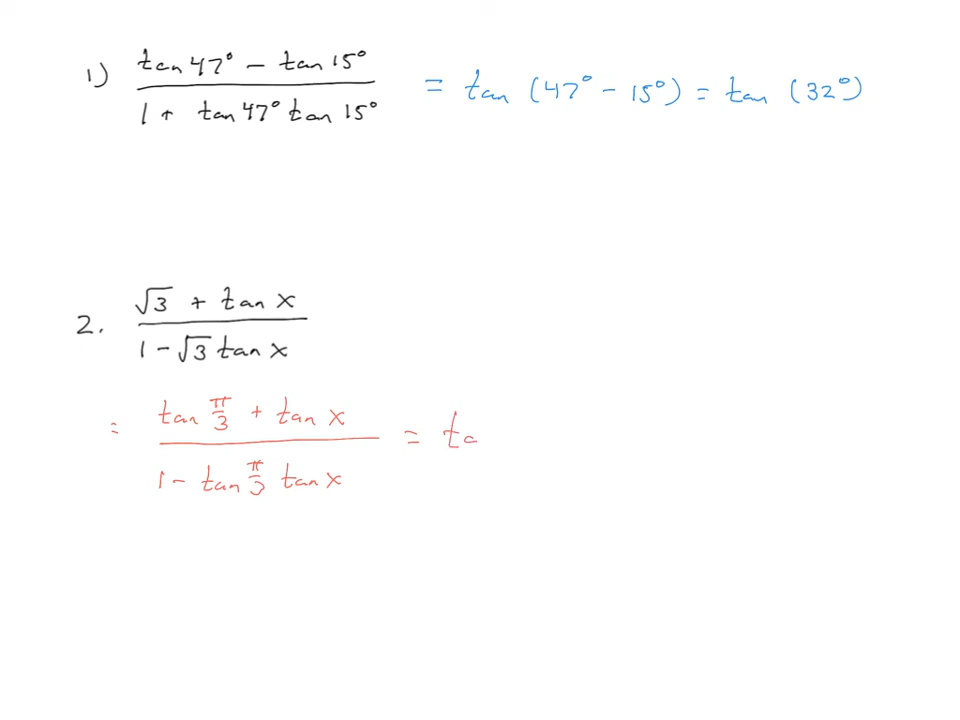 1) (tan 47° − tan 15°) / (1 + tan 47° tan 15°) = tan (47° − 15°) = tan (32°)
2. (√3 + tan x) / (1 − √3 tan x)
= (tan π/3 + tan x) / (1 − tan π/3 tan x) = ta